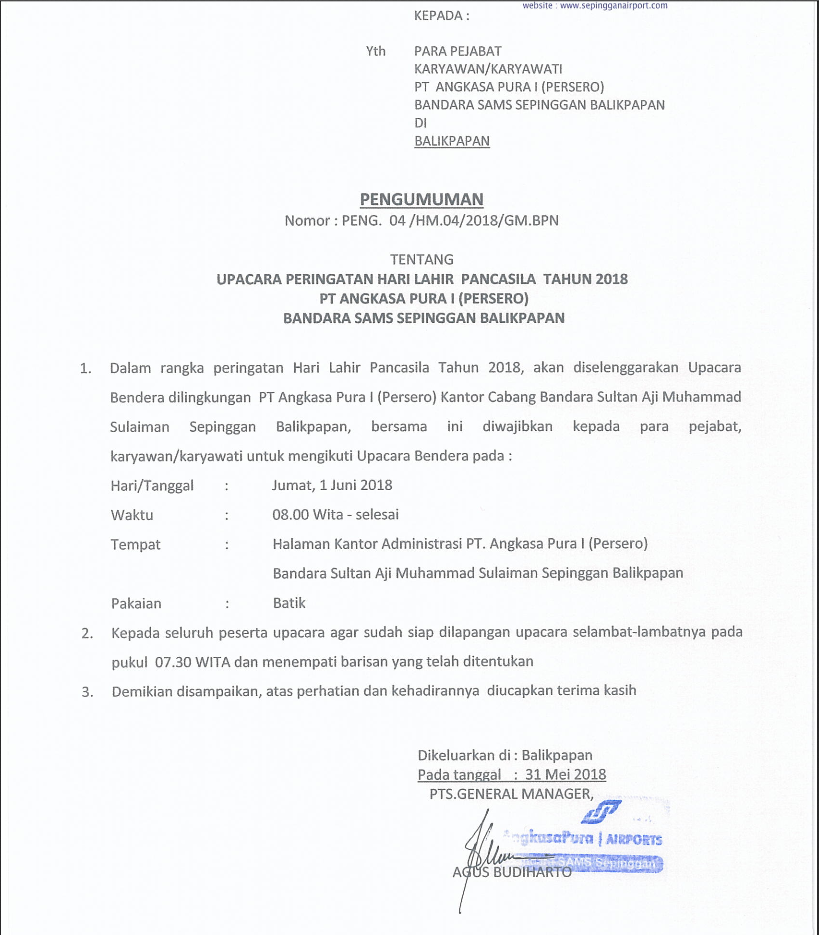 website : www.sepingganairport.com
KEPADA :
Yth PARA PEJABAT
KARYAWAN/KARYAWATI
PT ANGKASA PURA I (PERSERO)
BANDARA SAMS SEPINGGAN BALIKPAPAN
DI
BALIKPAPAN
PENGUMUMAN
Nomor : PENG. 04 /HM.04/2018/GM.BPN
TENTANG
UPACARA PERINGATAN HARI LAHIR PANCASILA TAHUN 2018
PT ANGKASA PURA I (PERSERO)
BANDARA SAMS SEPINGGAN BALIKPAPAN
1. Dalam rangka peringatan Hari Lahir Pancasila Tahun 2018, akan diselenggarakan Upacara
Bendera dilingkungan PT Angkasa Pura I (Persero) Kantor Cabang Bandara Sultan Aji Muhammad
Sulaiman Sepinggan Balikpapan, bersama ini diwajibkan kepada para pejabat,
karyawan/karyawati untuk mengikuti Upacara Bendera pada :
Hari/Tanggal : Jumat, 1 Juni 2018
Waktu : 08.00 Wita - selesai
Tempat : Halaman Kantor Administrasi PT. Angkasa Pura I (Persero)
Bandara Sultan Aji Muhammad Sulaiman Sepinggan Balikpapan
Pakaian : Batik
2. Kepada seluruh peserta upacara agar sudah siap dilapangan upacara selambat-lambatnya pada
pukul 07.30 WITA dan menempati barisan yang telah ditentukan
3. Demikian disampaikan, atas perhatian dan kehadirannya diucapkan terima kasih
Dikeluarkan di : Balikpapan
Pada tanggal : 31 Mei 2018
PTS.GENERAL MANAGER,
AngkasaPura | AIRPORTS
SAMS Sepinggan
AGUS BUDIHARTO